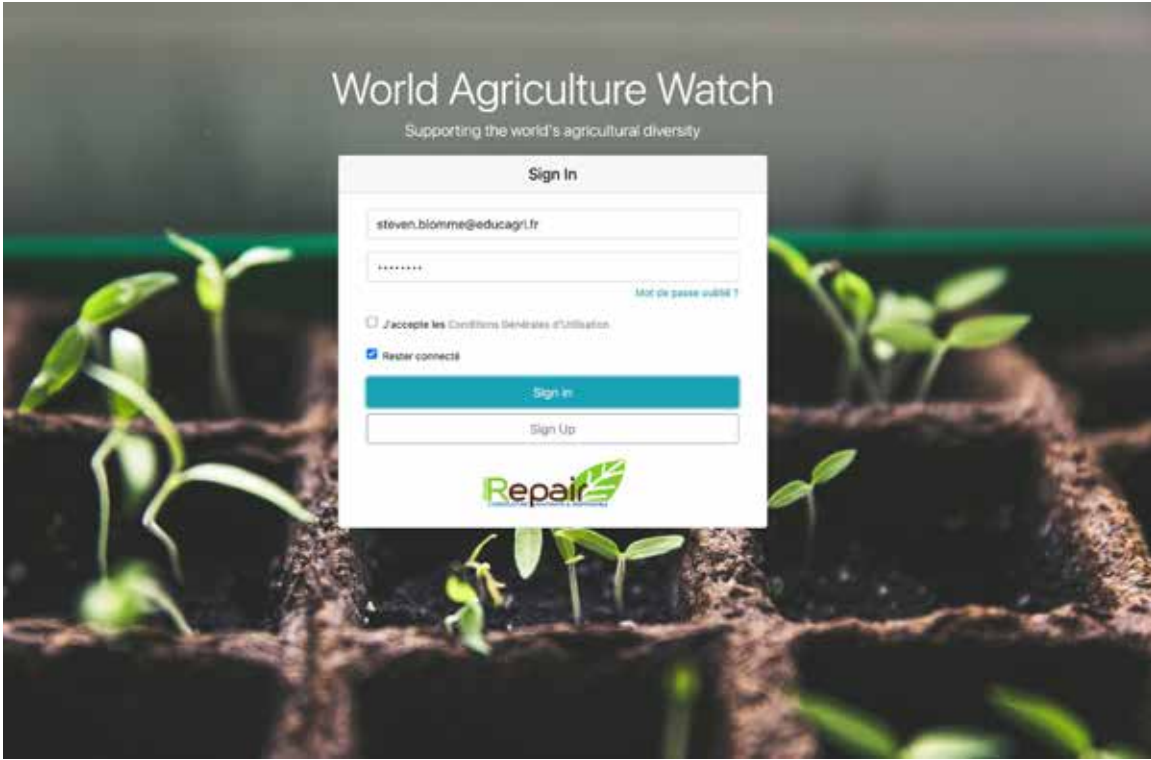 World Agriculture Watch
Supporting the world's agricultural diversity
Sign In
steven.blomme@educagri.fr
••••••••
Mot de passe oublié ?
J'accepte les Conditions Générales d'Utilisation
Rester connecté
Sign in
Sign Up
Repair